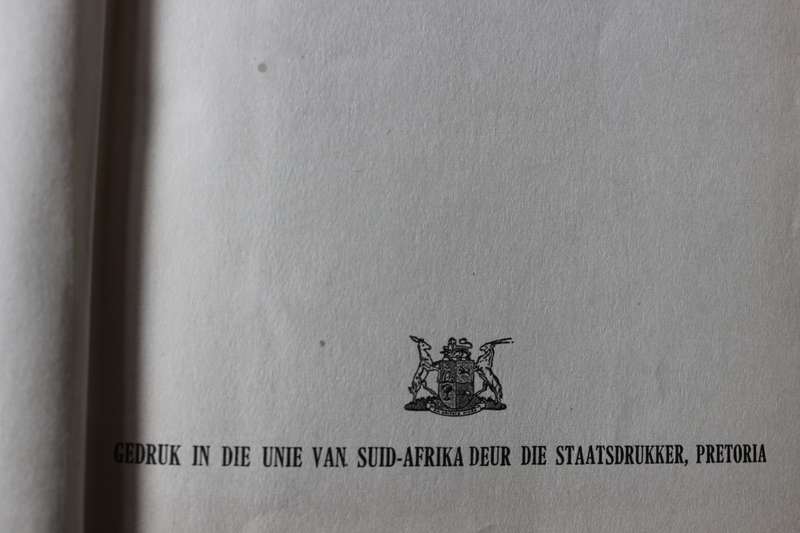 GEDRUK IN DIE UNIE VAN SUID-AFRIKA DEUR DIE STAATSDRUKKER, PRETORIA